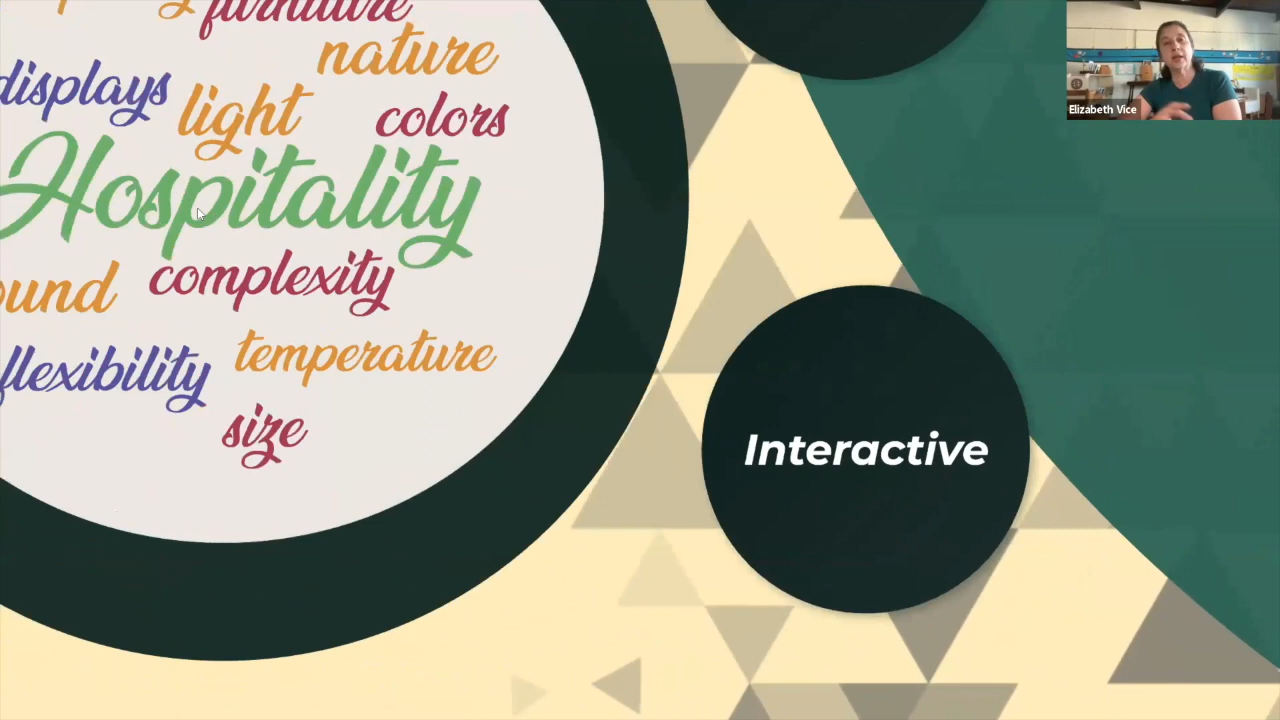 furniture
nature
displays
light
colors
Hospitality
complexity
flexibility
temperature
size
Interactive
Elizabeth Vice